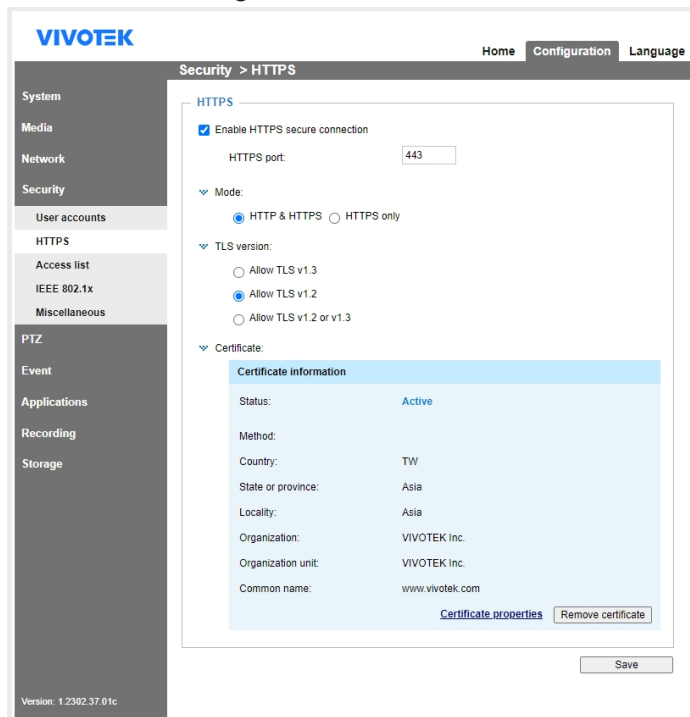 VIVOTEK
Home Configuration Language
Security > HTTPS
System
Media
Network
Security
User accounts
HTTPS
Access list
IEEE 802.1x
Miscellaneous
PTZ
Event
Applications
Recording
Storage
Version: 1.2302.37.01c
HTTPS
Enable HTTPS secure connection
HTTPS port: 443
Mode:
HTTP & HTTPS HTTPS only
TLS version:
Allow TLS v1.3
Allow TLS v1.2
Allow TLS v1.2 or v1.3
Certificate:
Certificate information
Status: Active
Method:
Country: TW
State or province: Asia
Locality: Asia
Organization: VIVOTEK Inc.
Organization unit: VIVOTEK Inc.
Common name: www.vivotek.com
Certificate properties Remove certificate
Save